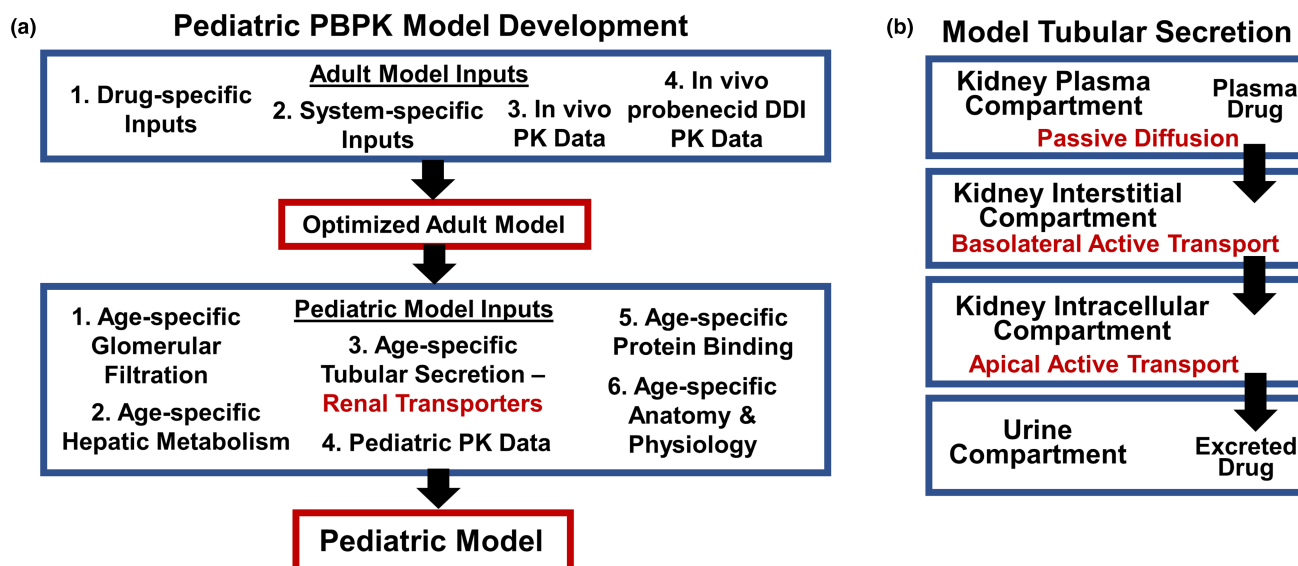 (a)
Pediatric PBPK Model Development
Adult Model Inputs
1. Drug-specific
Inputs
2. System-specific
Inputs
3. In vivo
PK Data
4. In vivo
probenecid DDI
PK Data
Optimized Adult Model
Pediatric Model Inputs
1. Age-specific
Glomerular
Filtration
2. Age-specific
Hepatic Metabolism
3. Age-specific
Tubular Secretion –
Renal Transporters
4. Pediatric PK Data
5. Age-specific
Protein Binding
6. Age-specific
Anatomy &
Physiology
Pediatric Model
(b)
Model Tubular Secretion
Kidney Plasma
Compartment
Plasma
Drug
Passive Diffusion
Kidney Interstitial
Compartment
Basolateral Active Transport
Kidney Intracellular
Compartment
Apical Active Transport
Urine
Compartment
Excreted
Drug